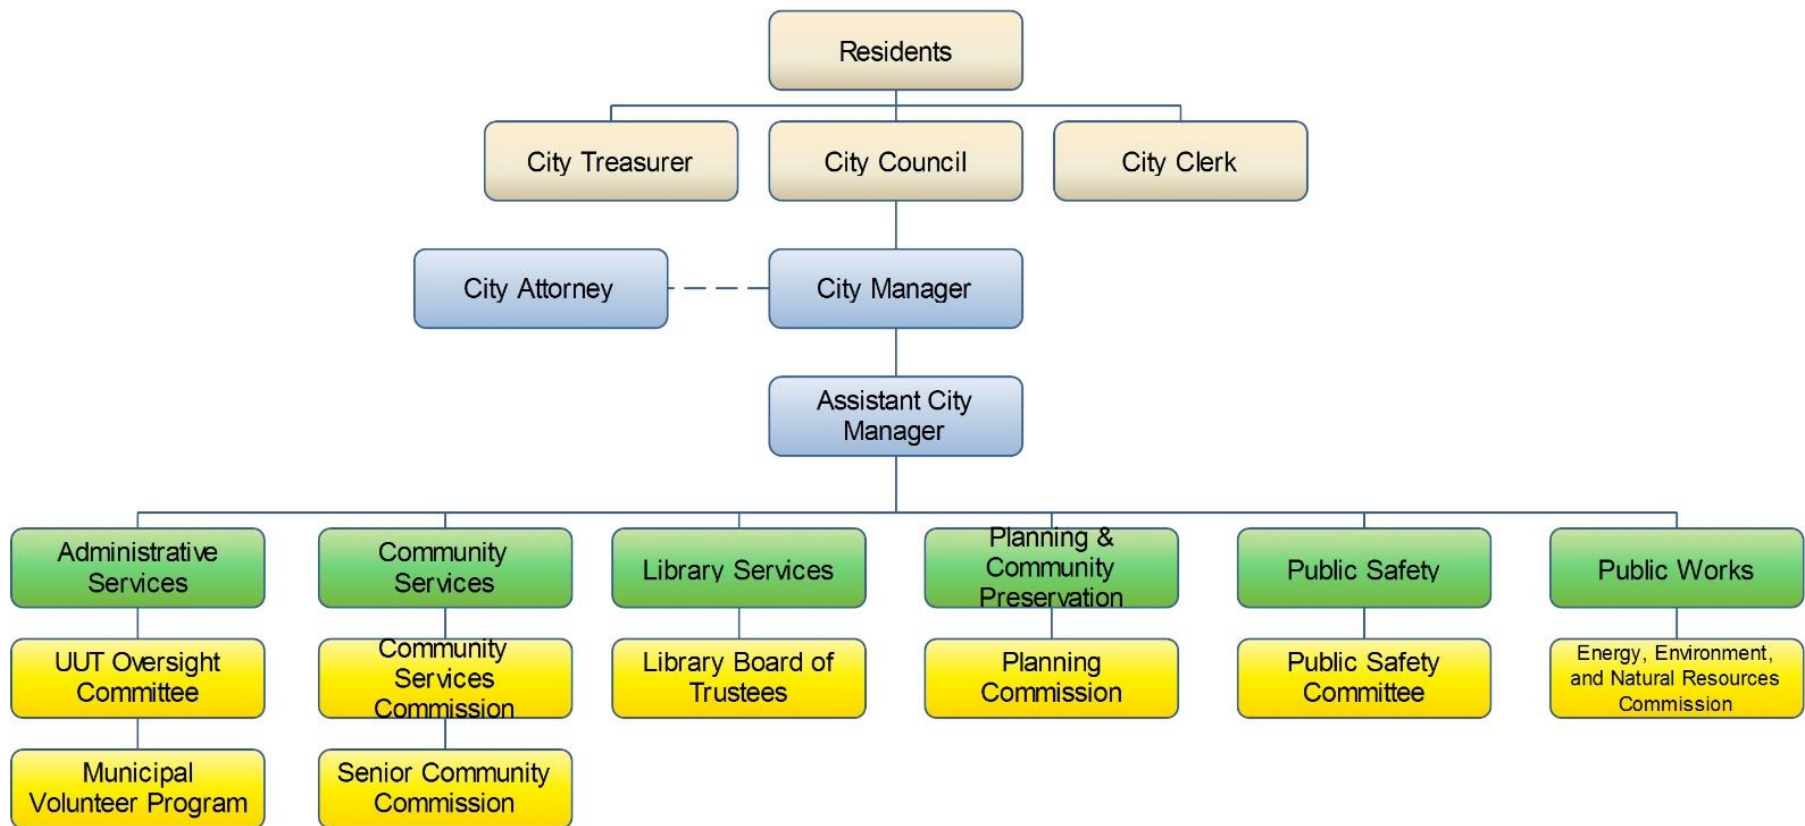 Residents
City Treasurer
City Council
City Clerk
City Attorney
City Manager
Assistant City
Manager
Administrative
Services
Community
Services
Library Services
Planning &
Community
Preservation
Public Safety
Public Works
UUT Oversight
Committee
Community
Services
Commission
Library Board of
Trustees
Planning
Commission
Public Safety
Committee
Energy, Environment,
and Natural Resources
Commission
Municipal
Volunteer Program
Senior Community
Commission